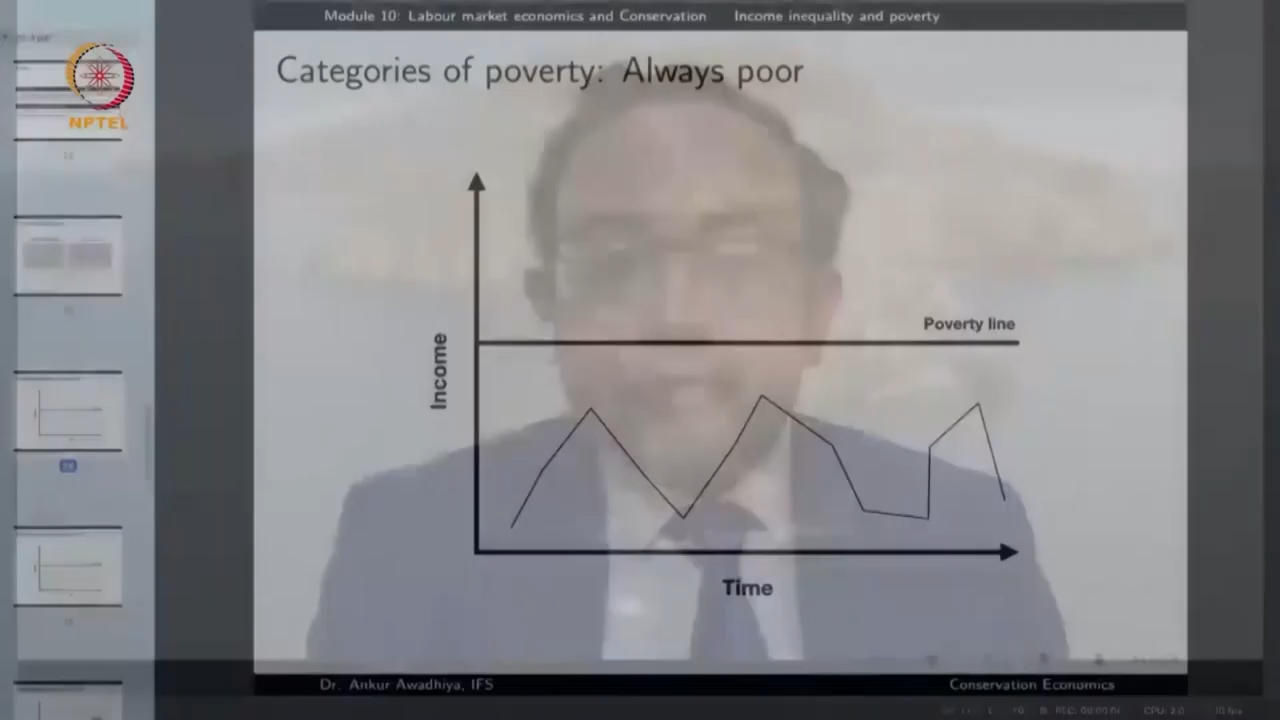 Module 10: Labour market economics and Conservation Income inequality and poverty
NPTEL
Categories of poverty: Always poor
Poverty line
Income
Time
Dr. Ankur Awadhiya, IFS Conservation Economics